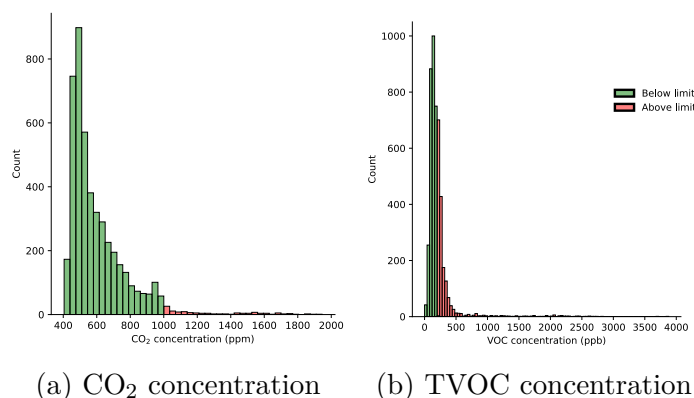 800
600
400
200
0
Count
400 600 800 1000 1200 1400 1600 1800 2000
CO₂ concentration (ppm)
(a) CO₂ concentration
1000
800
600
400
200
0
Count
0 500 1000 1500 2000 2500 3000 3500 4000
VOC concentration (ppb)
Below limit
Above limit
(b) TVOC concentration